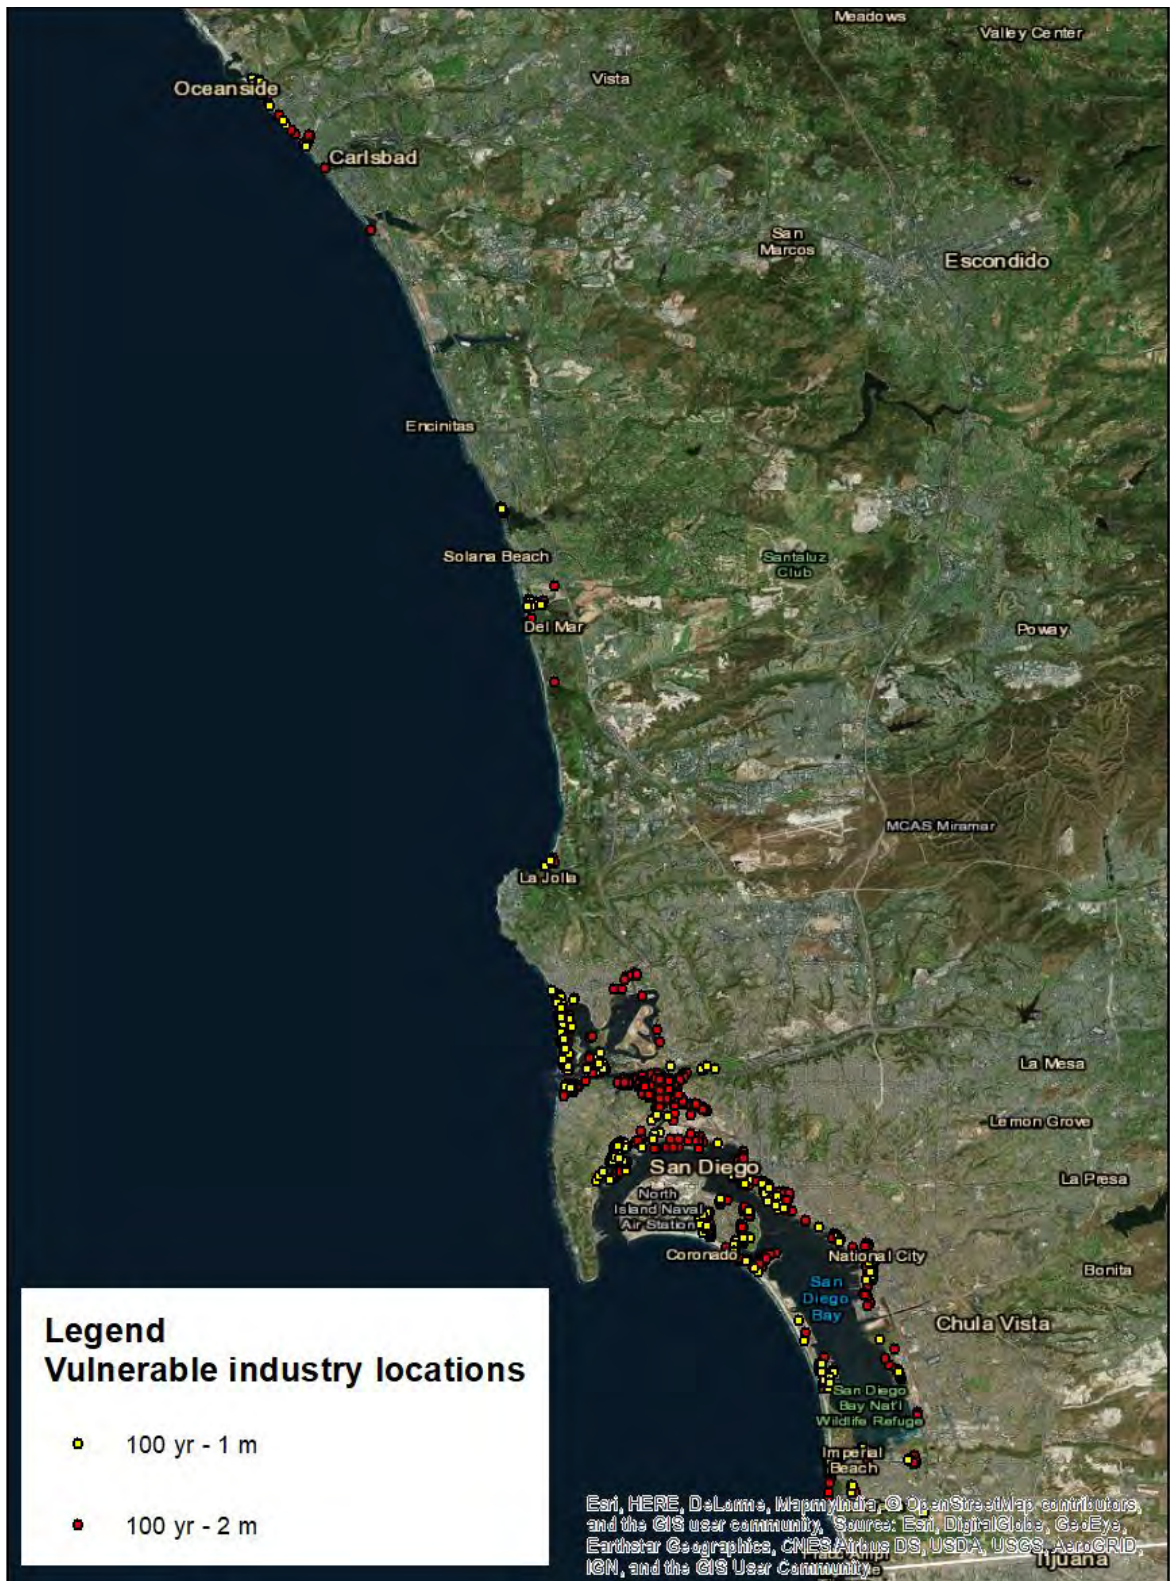 Meadows
Valley Center
Vista
Oceanside
Carlsbad
San
Marcos
Escondido
Encinitas
Solana Beach
Santaluz
Club
Del Mar
Poway
MCAS Miramar
La Jolla
La Mesa
Lemon Grove
San Diego
La Presa
North
Island Naval
Air Station
Coronado
National City
Bonita
San
Diego
Bay
Chula Vista
San Diego
Bay Nat'l
Wildlife Refuge
Imperial
Beach
Tijuana
Legend
Vulnerable industry locations
100 yr - 1 m
100 yr - 2 m
Esri, HERE, DeLorme, MapmyIndia, © OpenStreetMap contributors,
and the GIS user community, Source: Esri, DigitalGlobe, GeoEye,
Earthstar Geographics, CNES/Airbus DS, USDA, USGS, AeroGRID,
IGN, and the GIS User Community